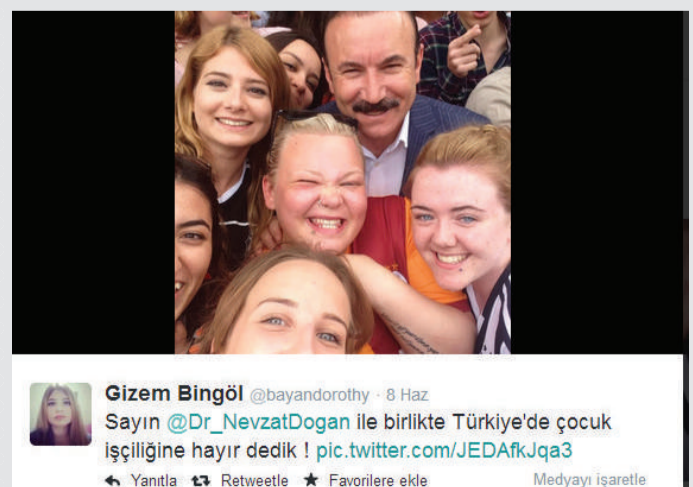 Gizem Bingöl @bayandorothy · 8 Haz
Sayın @Dr_NevzatDogan ile birlikte Türkiye'de çocuk
işçiliğine hayır dedik ! pic.twitter.com/JEDAfkJqa3
Yanıtla Retweetle Favorilere ekle Medyayı işaretle